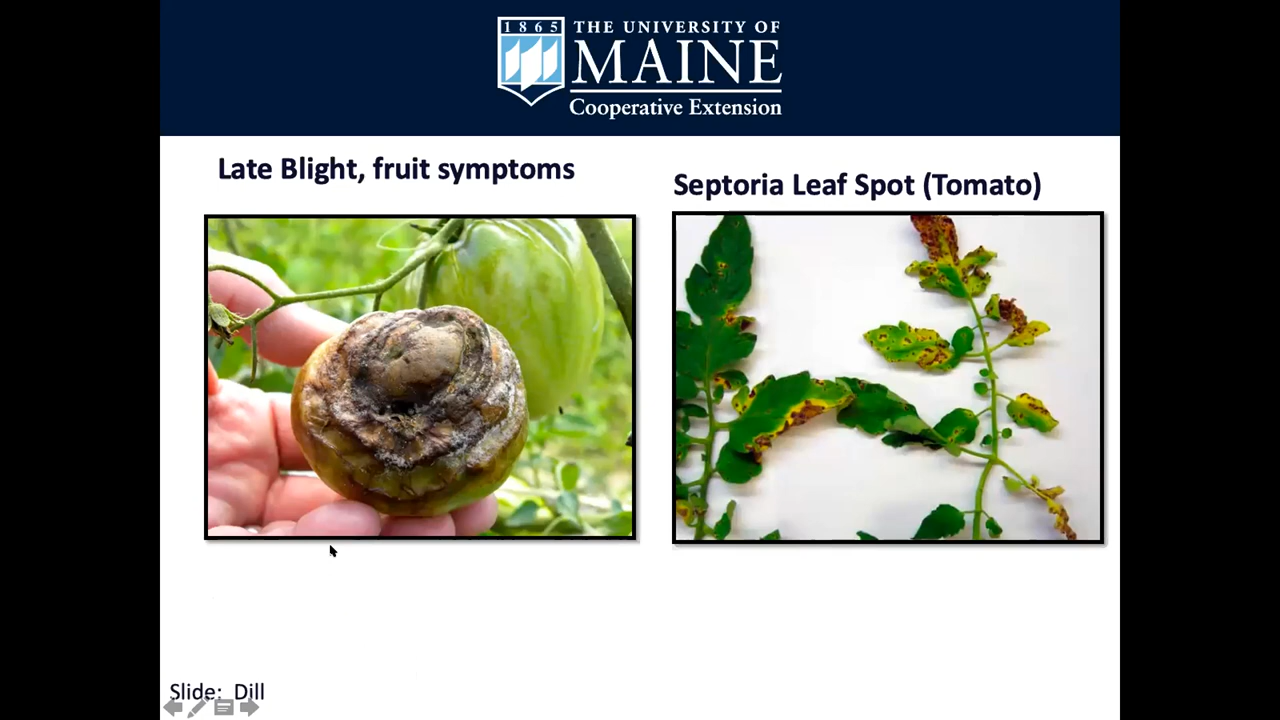 1865
THE UNIVERSITY OF
MAINE
Cooperative Extension
Late Blight, fruit symptoms
Septoria Leaf Spot (Tomato)
Slide: Dill